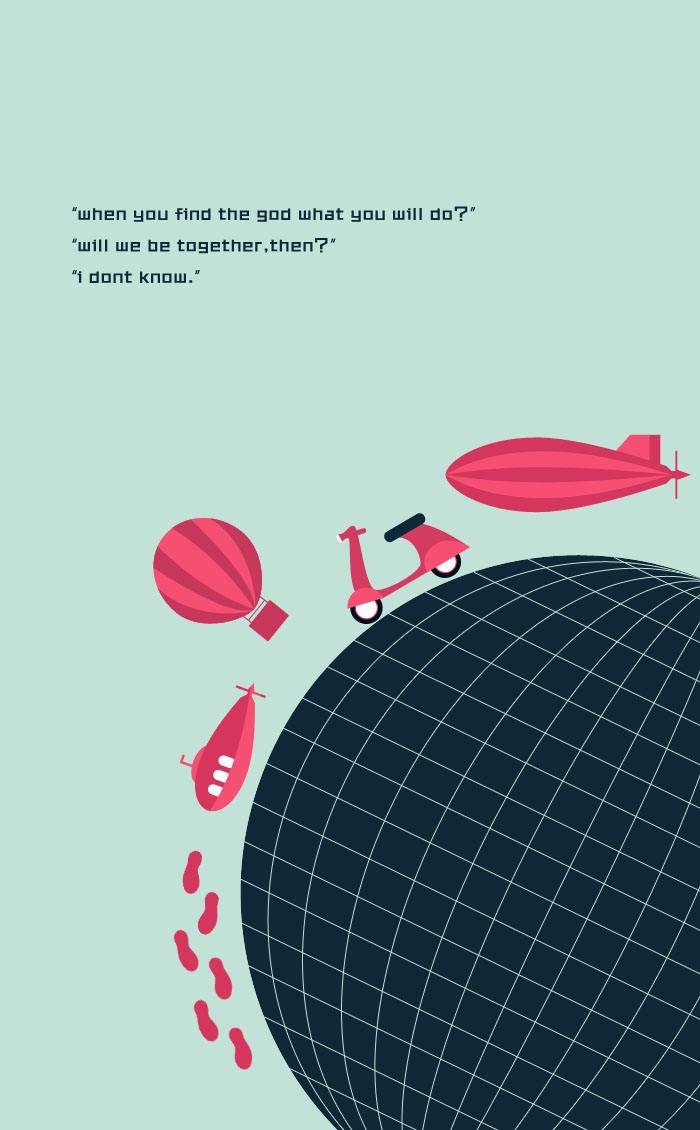 “when you find the god what you will do?”
“will we be together,then?”
“i dont know.”